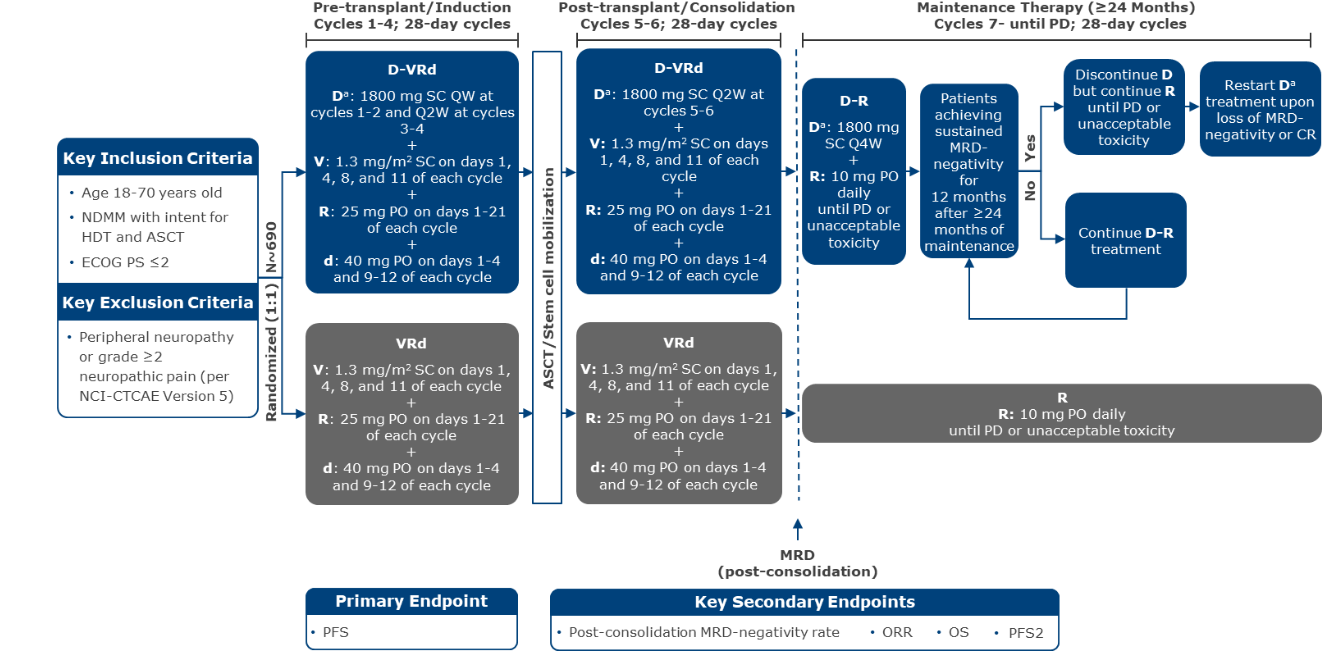 Pre-transplant/Induction
Cycles 1-4; 28-day cycles
Post-transplant/Consolidation
Cycles 5-6; 28-day cycles
Maintenance Therapy (≥24 Months)
Cycles 7- until PD; 28-day cycles
Key Inclusion Criteria
• Age 18-70 years old
• NDMM with intent for
HDT and ASCT
• ECOG PS ≤2
Key Exclusion Criteria
• Peripheral neuropathy
or grade ≥2
neuropathic pain (per
NCI-CTCAE Version 5)
Randomized (1:1) N~690
D-VRd
Dᵃ: 1800 mg SC QW at
cycles 1-2 and Q2W at cycles
3-4
+
V: 1.3 mg/m² SC on days 1,
4, 8, and 11 of each cycle
+
R: 25 mg PO on days 1-21
of each cycle
+
d: 40 mg PO on days 1-4
and 9-12 of each cycle
VRd
V: 1.3 mg/m² SC on days 1,
4, 8, and 11 of each cycle
+
R: 25 mg PO on days 1-21
of each cycle
+
d: 40 mg PO on days 1-4
and 9-12 of each cycle
ASCT/Stem cell mobilization
D-VRd
Dᵃ: 1800 mg SC Q2W at
cycles 5-6
+
V: 1.3 mg/m² SC on days
1, 4, 8, and 11 of each
cycle
+
R: 25 mg PO on days 1-21
of each cycle
+
d: 40 mg PO on days 1-4
and 9-12 of each cycle
VRd
V: 1.3 mg/m² SC on days 1,
4, 8, and 11 of each cycle
+
R: 25 mg PO on days 1-21
of each cycle
+
d: 40 mg PO on days 1-4
and 9-12 of each cycle
D-R
Dᵃ: 1800 mg
SC Q4W
+
R: 10 mg PO
daily
until PD or
unacceptable
toxicity
Patients
achieving
sustained
MRD-
negativity
for
12 months
after ≥24
months of
maintenance
Yes
No
Discontinue D
but continue R
until PD or
unacceptable
toxicity
Restart Dᵃ
treatment upon
loss of MRD-
negativity or CR
Continue D-R
treatment
R
R: 10 mg PO daily
until PD or unacceptable toxicity
MRD
(post-consolidation)
Primary Endpoint
• PFS
Key Secondary Endpoints
• Post-consolidation MRD-negativity rate • ORR • OS • PFS2